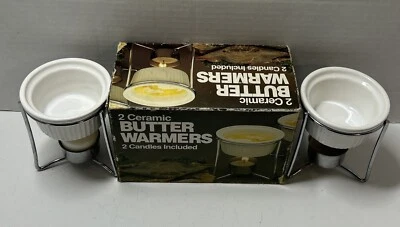 2 Ceramic
BUTTER
WARMERS
2 Candles Included
2 Ceramic
BUTTER
WARMERS
2 Candles Included